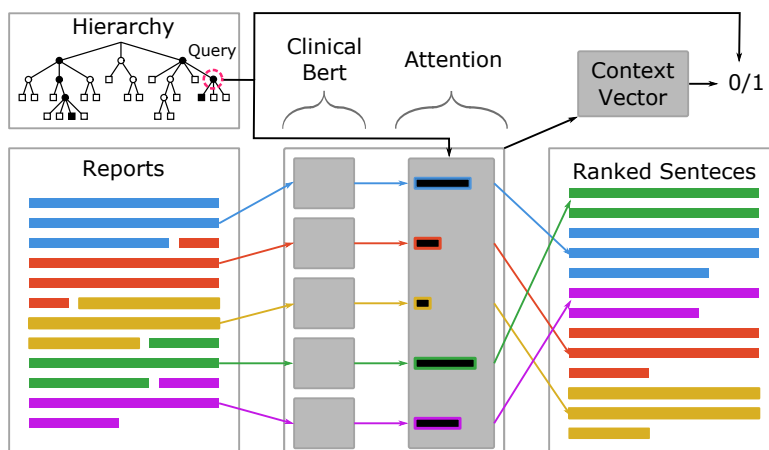 Hierarchy
Query
Clinical
Bert
Attention
Context
Vector
0/1
Reports
Ranked Senteces